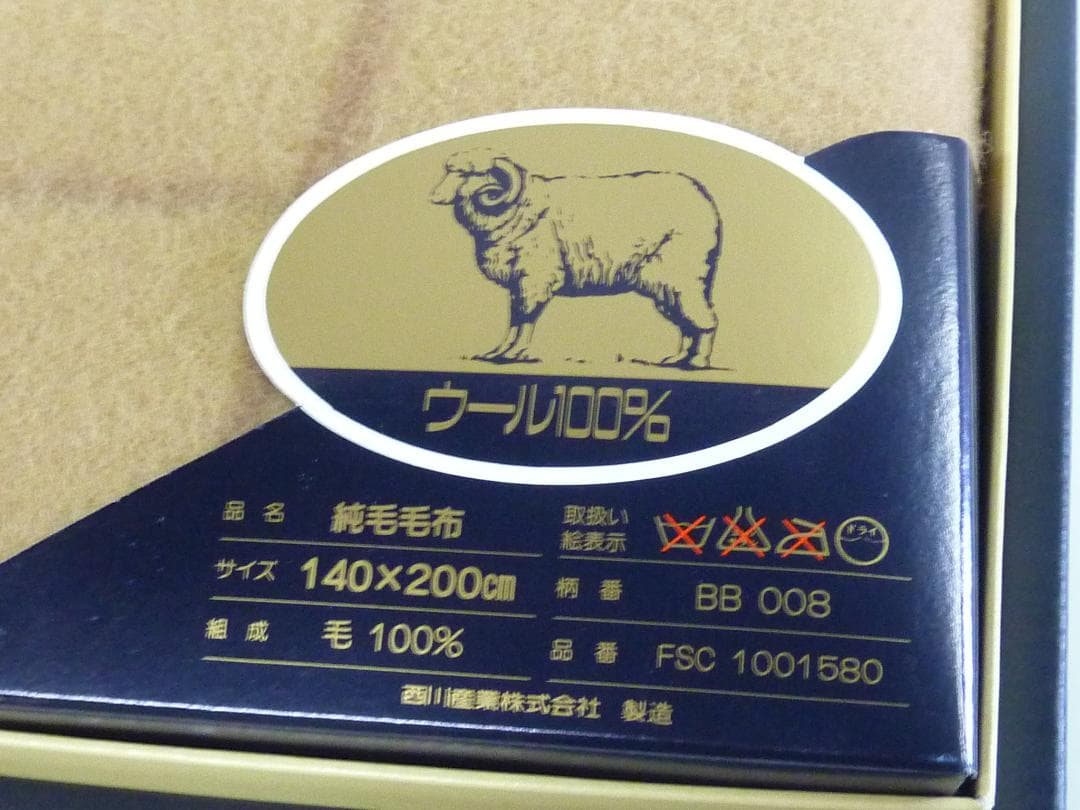 ウール100%
品名 純毛毛布
サイズ 140×200cm
組成 毛 100%
取扱い
絵表示
ドライ
柄番 BB 008
品番 FSC 1001580
西川産業株式会社 製造